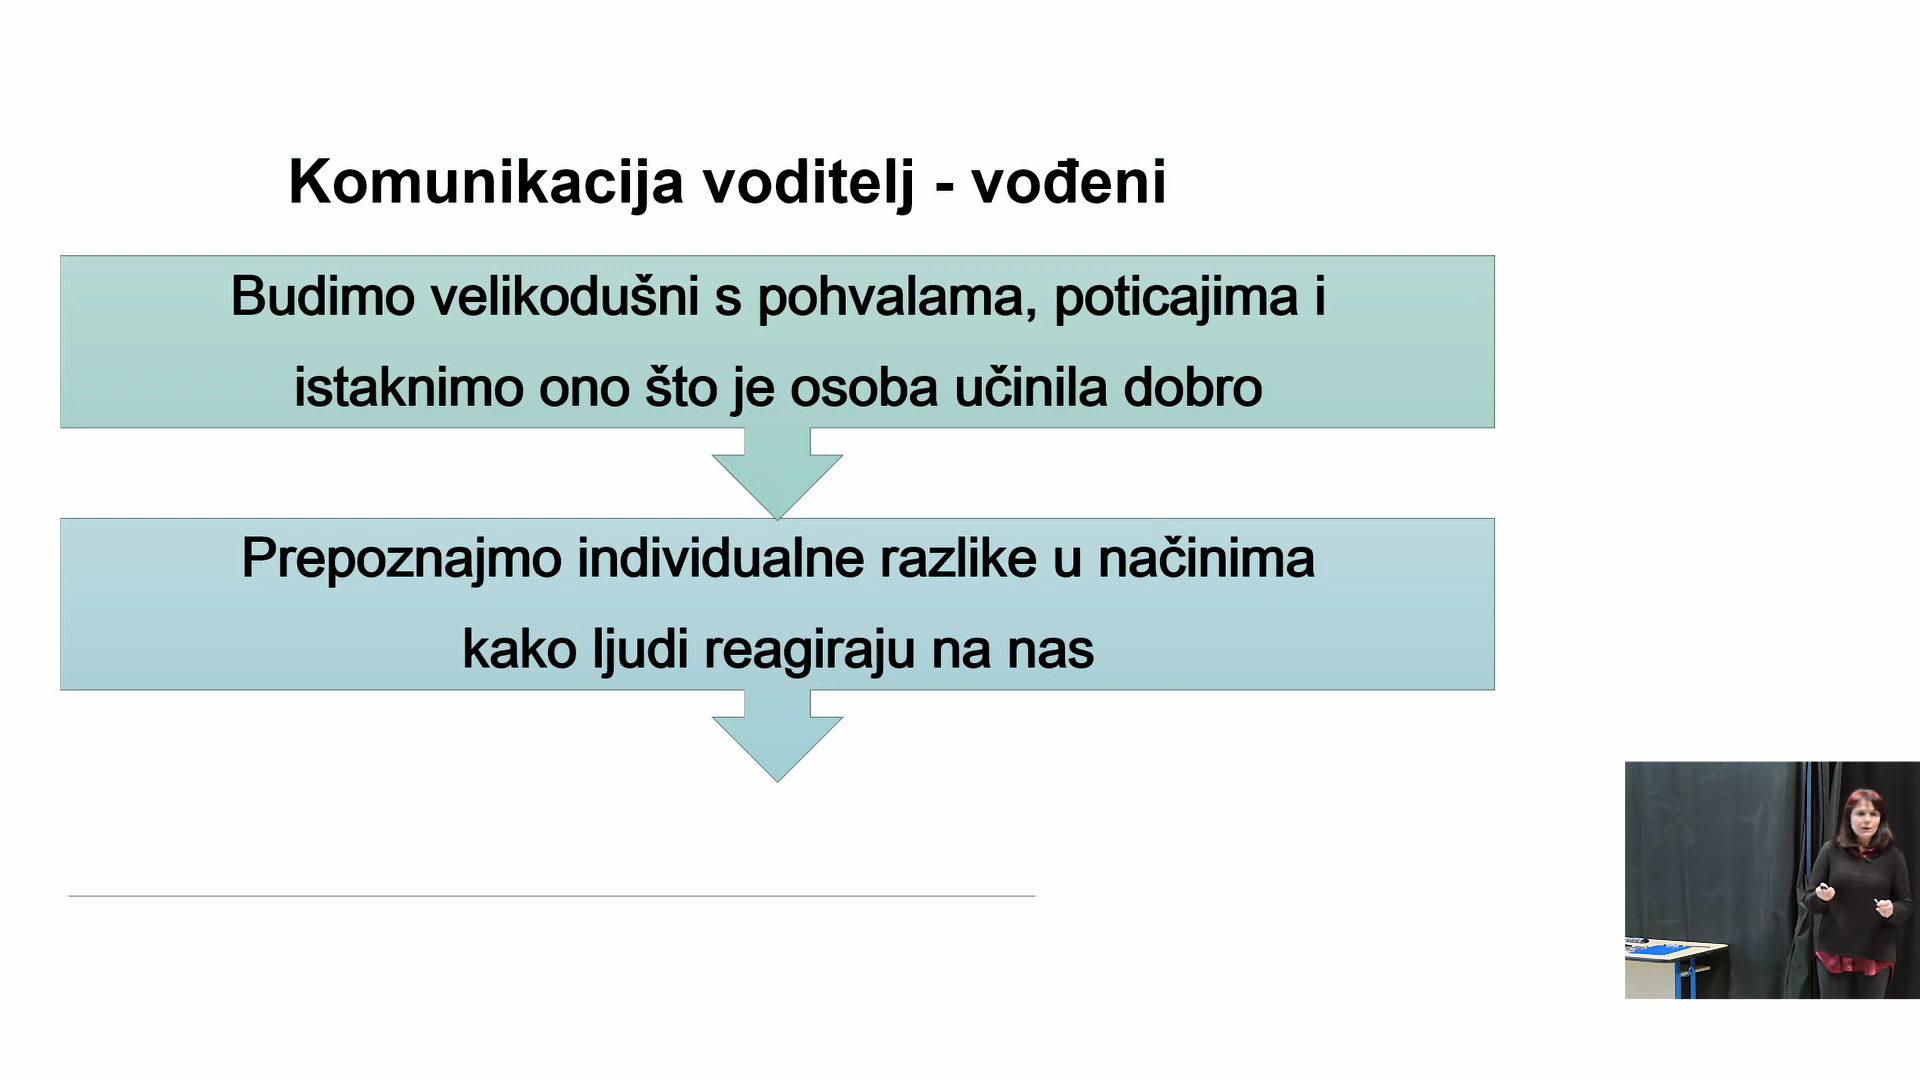 Komunikacija voditelj - vođeni
Budimo velikodušni s pohvalama, poticajima i
istaknimo ono što je osoba učinila dobro
Prepoznajmo individualne razlike u načinima
kako ljudi reagiraju na nas